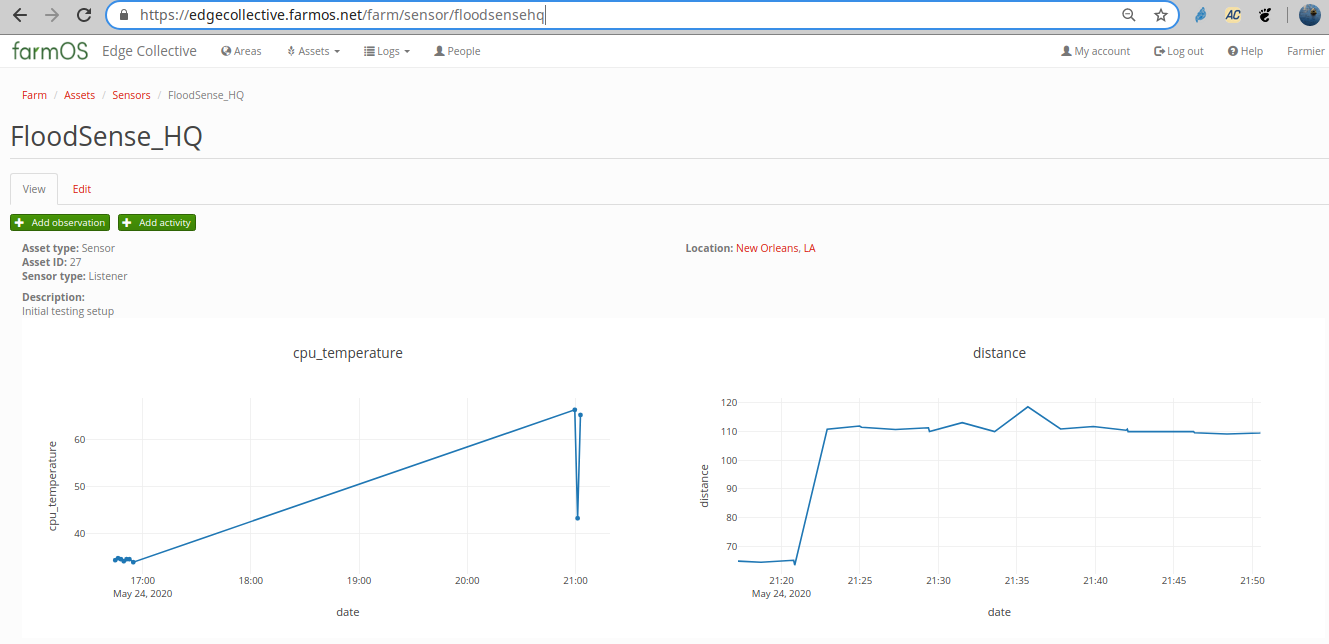 https://edgecollective.farmos.net/farm/sensor/floodsensehq
AC
farmOS Edge Collective Areas Assets Logs People My account Log out Help Farmier
Farm / Assets / Sensors / FloodSense_HQ
FloodSense_HQ
View Edit
Add observation Add activity
Asset type: Sensor
Asset ID: 27
Sensor type: Listener
Location: New Orleans, LA
Description:
Initial testing setup
cpu_temperature
cpu_temperature
60
50
40
17:00 18:00 19:00 20:00 21:00
May 24, 2020
date
distance
distance
120
110
100
90
80
70
21:20 21:25 21:30 21:35 21:40 21:45 21:50
May 24, 2020
date